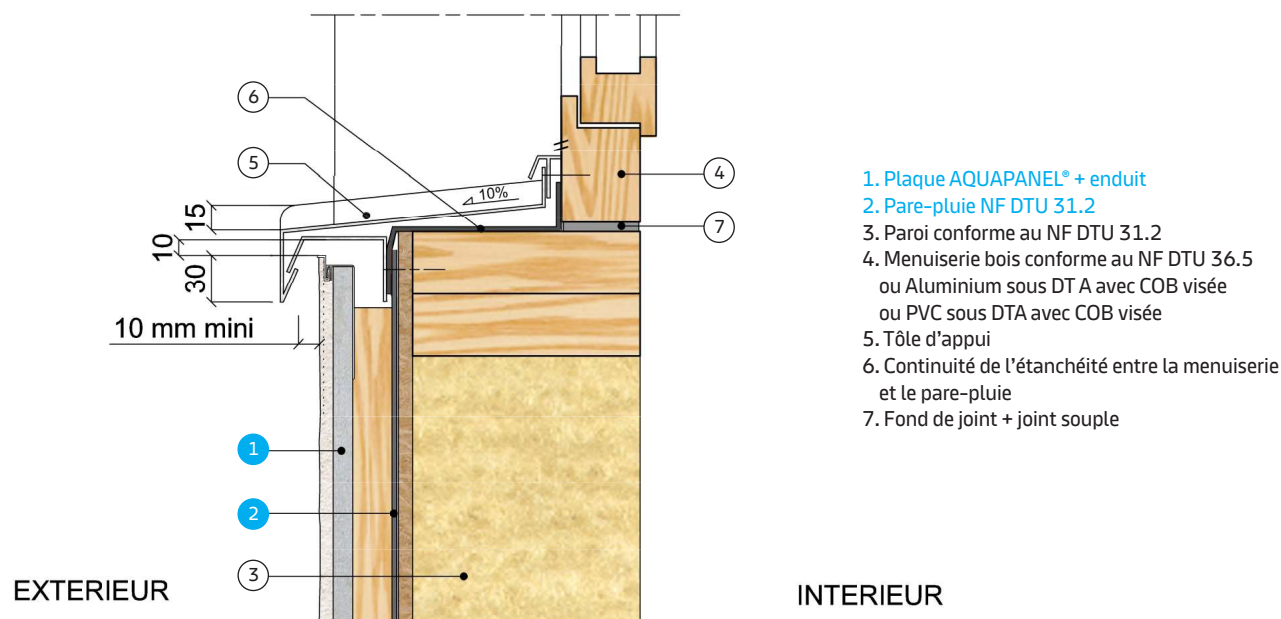 6
5
10%
4
7
15
10
30
10 mm mini
1
2
3
EXTERIEUR
INTERIEUR
1. Plaque AQUAPANEL® + enduit
2. Pare-pluie NF DTU 31.2
3. Paroi conforme au NF DTU 31.2
4. Menuiserie bois conforme au NF DTU 36.5
ou Aluminium sous DT A avec COB visée
ou PVC sous DTA avec COB visée
5. Tôle d’appui
6. Continuité de l’étanchéité entre la menuiserie
et le pare-pluie
7. Fond de joint + joint souple